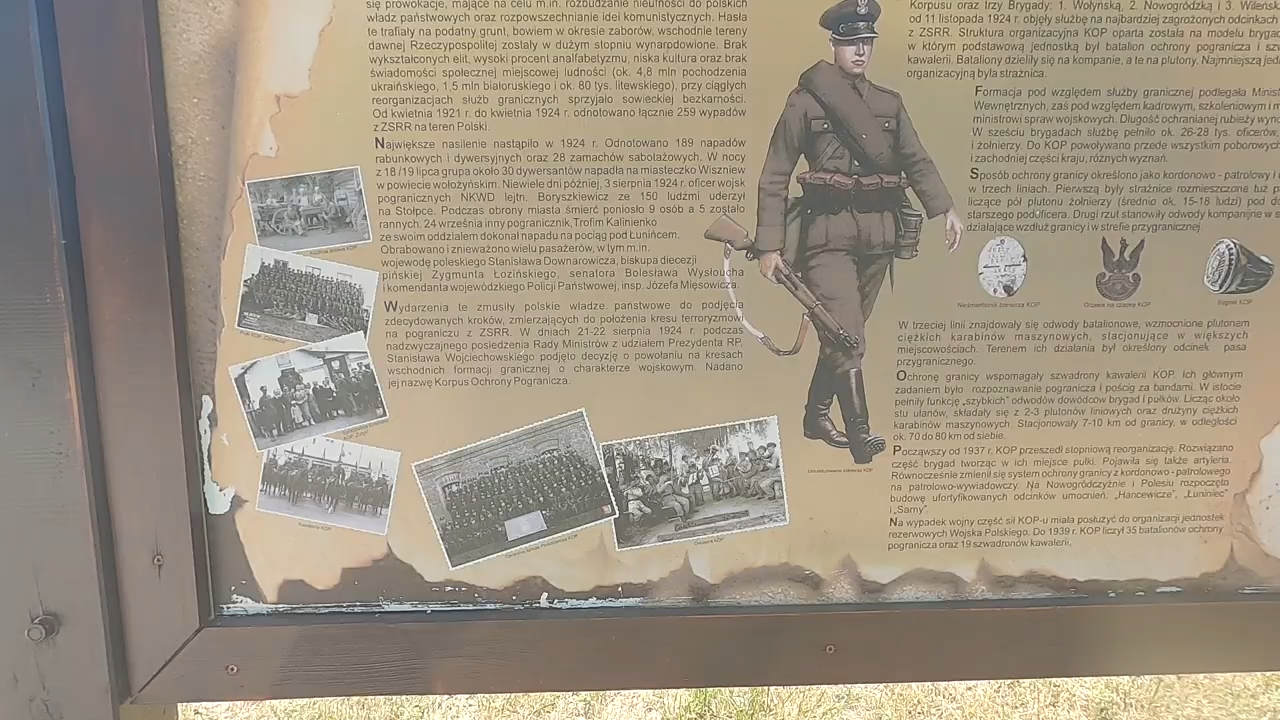 się prowokacje, mające na celu m.in. rozbudzanie nieufności do polskich
władz państwowych oraz rozpowszechnianie idei komunistycznych. Hasła
te trafiały na podatny grunt, bowiem w okresie zaborów, wschodnie tereny
dawnej Rzeczypospolitej zostały w dużym stopniu wynarodowione. Brak
wykształconych elit, wysoki procent analfabetyzmu, niska kultura oraz brak
świadomości społecznej miejscowej ludności (ok. 4,8 mln pochodzenia
ukraińskiego, 1,5 mln białoruskiego i ok. 80 tys. litewskiego), przy ciągłych
reorganizacjach służb granicznych sprzyjało sowieckiej bezkarności.
Od kwietnia 1921 r. do kwietnia 1924 r. odnotowano łącznie 259 wypadów
z ZSRR na teren Polski.
Największe nasilenie nastąpiło w 1924 r. Odnotowano 189 napadów
rabunkowych i dywersyjnych oraz 28 zamachów sabotażowych. W nocy
z 18/19 lipca grupa około 30 dywersantów napadła na miasteczko Wiszniew
w powiecie wołożyńskim. Niewiele dni później, 3 sierpnia 1924 r. oficer wojsk
pogranicznych NKWD lejtn. Boryszkiewicz ze 150 ludźmi uderzył
na Stołpce. Podczas obrony miasta śmierć poniosło 9 osób a 5 zostało
rannych. 24 września inny pogranicznik, Trofim Kalinienko
ze swoim oddziałem dokonał napadu na pociąg pod Łunińcem.
Obrabowano i znieważono wielu pasażerów, w tym m.in.
wojewodę poleskiego Stanisława Downarowicza, biskupa diecezji
pińskiej Zygmunta Łozińskiego, senatora Bolesława Wysłoucha
i komendanta wojewódzkiego Policji Państwowej, insp. Józefa Mięsowicza.
Wydarzenia te zmusiły polskie władze państwowe do podjęcia
zdecydowanych kroków, zmierzających do położenia kresu terroryzmowi
na pograniczu z ZSRR. W dniach 21-22 sierpnia 1924 r. podczas
nadzwyczajnego posiedzenia Rady Ministrów z udziałem Prezydenta RP.
Stanisława Wojciechowskiego podjęto decyzję o powołaniu na kresach
wschodnich formacji granicznej o charakterze wojskowym. Nadano
jej nazwę Korpus Ochrony Pogranicza.
Kawaleria KOP
Orkiestra KOP
Umundurowanie żołnierza KOP
Korpusu oraz trzy Brygady: 1. Wołyńską, 2. Nowogródzką i 3. Wileńsk
od 11 listopada 1924 r. objęły służbę na najbardziej zagrożonych odcinkach
z ZSRR. Struktura organizacyjna KOP oparta została na modelu brygad
w którym podstawową jednostką był batalion ochrony pogranicza i sz
kawalerii. Bataliony dzieliły się na kompanie, a te na plutony. Najmniejszą jed
organizacyjną była strażnica.
Formacja pod względem służby granicznej podlegała Minist
Wewnętrznych, zaś pod względem kadrowym, szkoleniowym i m
ministrowi spraw wojskowych. Długość ochranianej rubieży wyno
W sześciu brygadach służbę pełniło ok. 26-28 tys. oficerów,
i żołnierzy. Do KOP powoływano przede wszystkim poborowych
i zachodniej części kraju, różnych wyznań.
Sposób ochrony granicy określono jako kordonowo - patrolowy i
w trzech liniach. Pierwszą były strażnice rozmieszczone tuż p
liczące pół plutonu żołnierzy (średnio ok. 15-18 ludzi) pod do
starszego podoficera. Drugi rzut stanowiły odwody kompanijne w s
działające wzdłuż granicy i w strefie przygranicznej.
Nieśmiertelnik żołnierza KOP
Orzełek na czapkę KOP
Sygnet KOP
W trzeciej linii znajdowały się odwody batalionowe, wzmocnione plutonem
ciężkich karabinów maszynowych, stacjonujące w większych
miejscowościach. Terenem ich działania był określony odcinek pasa
przygranicznego.
Ochronę granicy wspomagały szwadrony kawalerii KOP. Ich głównym
zadaniem było rozpoznawanie pogranicza i pościg za bandami. W istocie
pełniły funkcję „szybkich" odwodów dowódców brygad i pułków. Licząc około
stu ułanów, składały się z 2-3 plutonów liniowych oraz drużyny ciężkich
karabinów maszynowych. Stacjonowały 7-10 km od granicy, w odległości
ok. 70 do 80 km od siebie.
Począwszy od 1937 r. KOP przeszedł stopniową reorganizację. Rozwiązano
część brygad tworząc w ich miejsce pułki. Pojawiła się także artyleria.
Równocześnie zmienił się system ochrony granicy z kordonowo - patrolowego
na patrolowo-wywiadowczy. Na Nowogródczyźnie i Polesiu rozpoczęto
budowę ufortyfikowanych odcinków umocnień: „Hancewicze", „Łuniniec"
i „Sarny".
Na wypadek wojny część sił KOP-u miała posłużyć do organizacji jednostek
rezerwowych Wojska Polskiego. Do 1939 r. KOP liczył 35 batalionów ochrony
pogranicza oraz 19 szwadronów kawalerii.